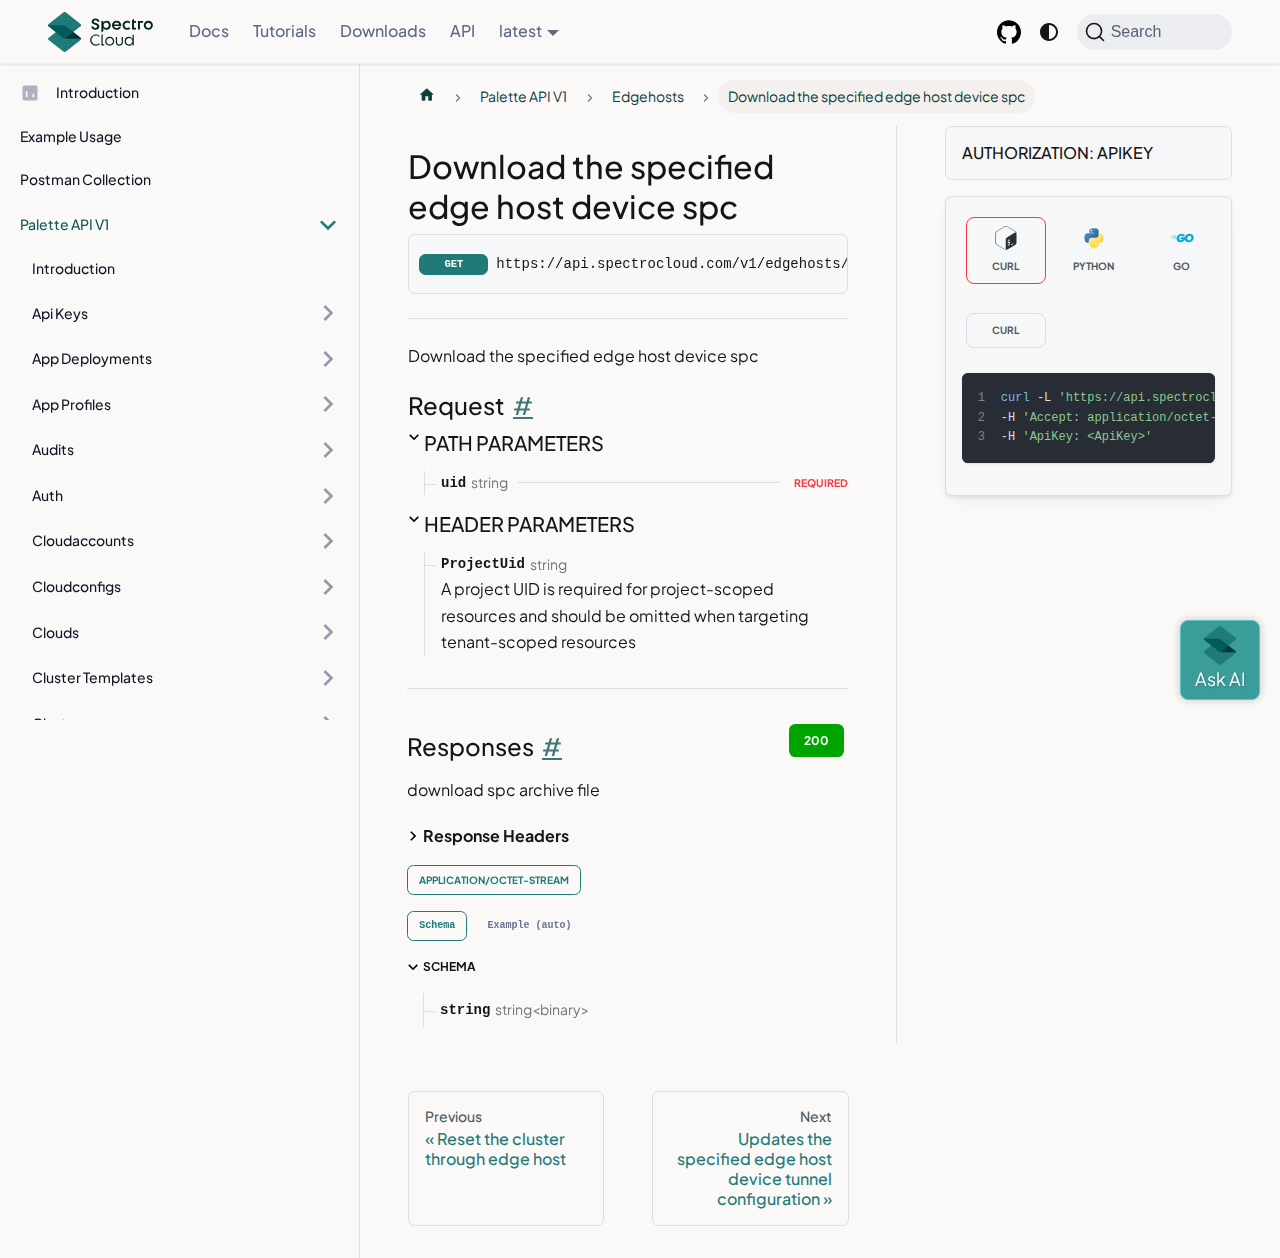 Spectro Cloud
Docs
Tutorials
Downloads
API
latest
Search
Introduction
Example Usage
Postman Collection
Palette API V1
Introduction
Api Keys
App Deployments
App Profiles
Audits
Auth
Cloudaccounts
Cloudconfigs
Clouds
Cluster Templates
Palette API V1
Edgehosts
Download the specified edge host device spc
Download the specified
edge host device spc
GET
https://api.spectrocloud.com/v1/edgehosts/
Download the specified edge host device spc
Request #
PATH PARAMETERS
uid string
REQUIRED
HEADER PARAMETERS
ProjectUid string
A project UID is required for project-scoped
resources and should be omitted when targeting
tenant-scoped resources
Responses #
200
download spc archive file
Response Headers
APPLICATION/OCTET-STREAM
Schema
Example (auto)
SCHEMA
string string<binary>
Previous
« Reset the cluster
through edge host
Next
Updates the
specified edge host
device tunnel
configuration »
AUTHORIZATION: APIKEY
CURL
PYTHON
GO
CURL
1 curl -L 'https://api.spectrocl
2 -H 'Accept: application/octet-
3 -H 'ApiKey: <ApiKey>'
Ask AI